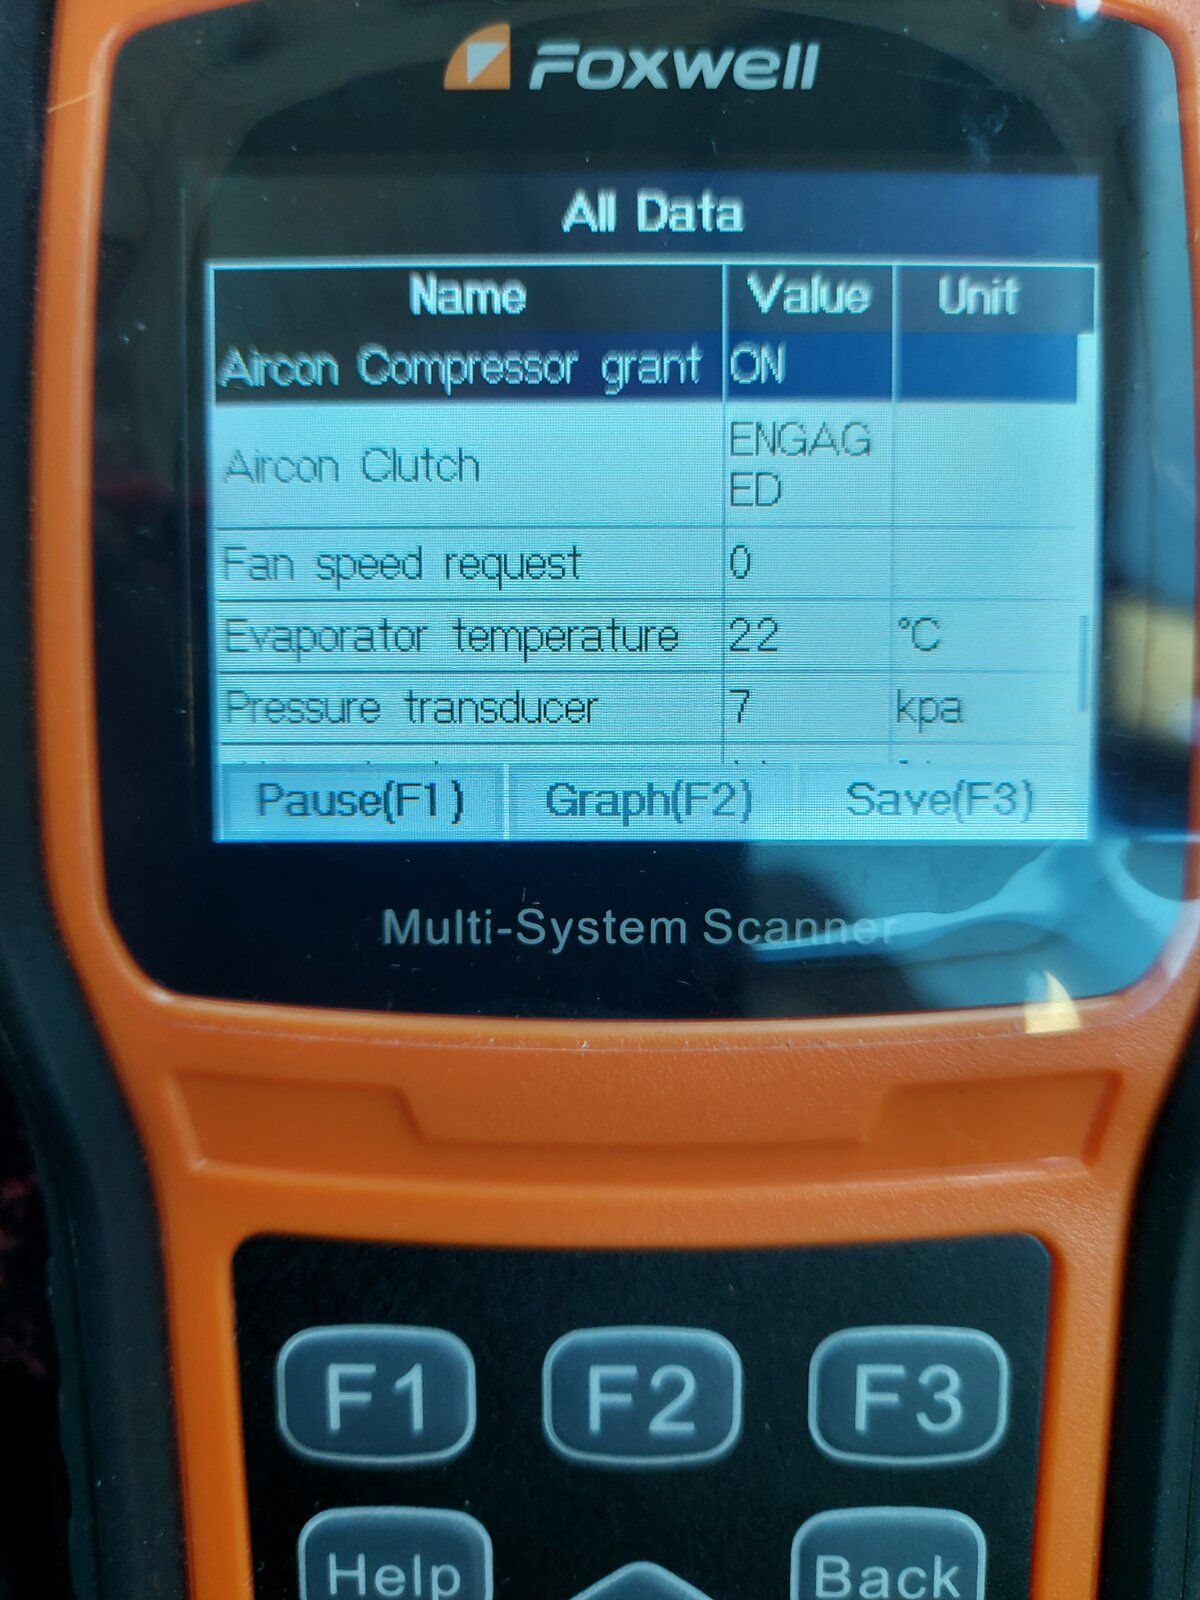 Foxwell
All Data
Name Value Unit
Aircon Compressor grant ON
Aircon Clutch ENGAG
ED
Fan speed request 0
Evaporator temperature 22 °C
Pressure transducer 7 kpa
Pause(F1) Graph(F2) Save(F3)
Multi-System Scanner
F1 F2 F3
Help Back